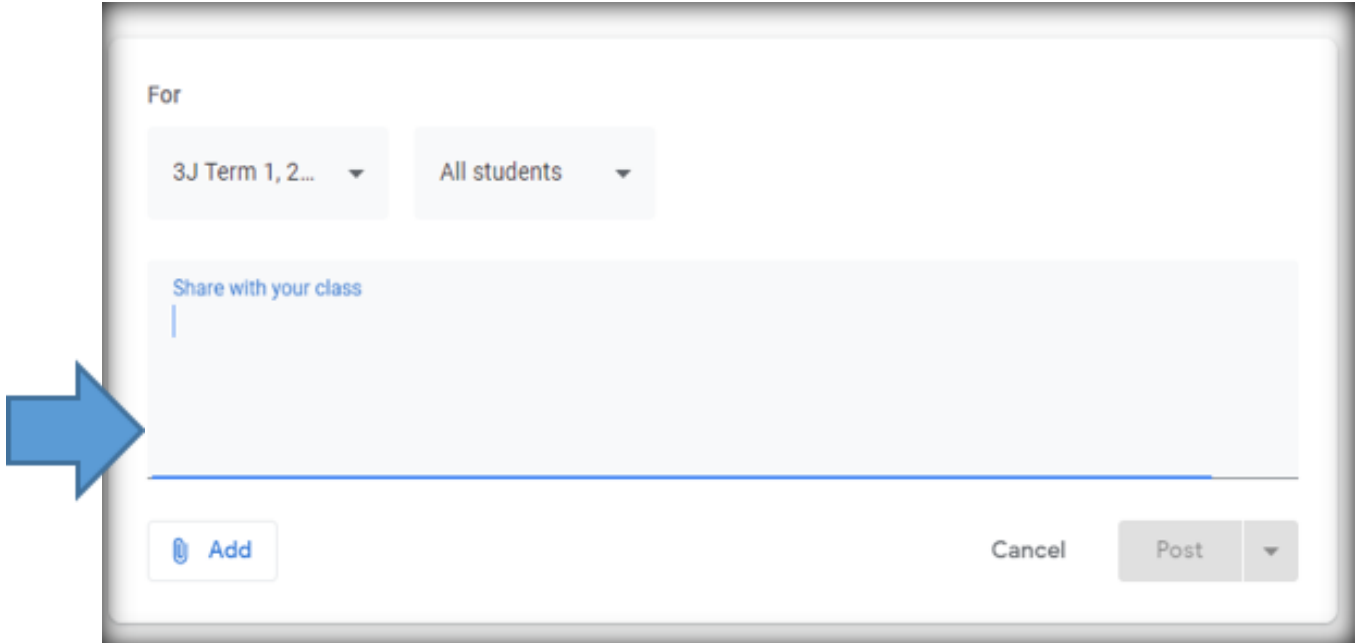 For
3J Term 1, 2... All students
Share with your class
Add Cancel Post